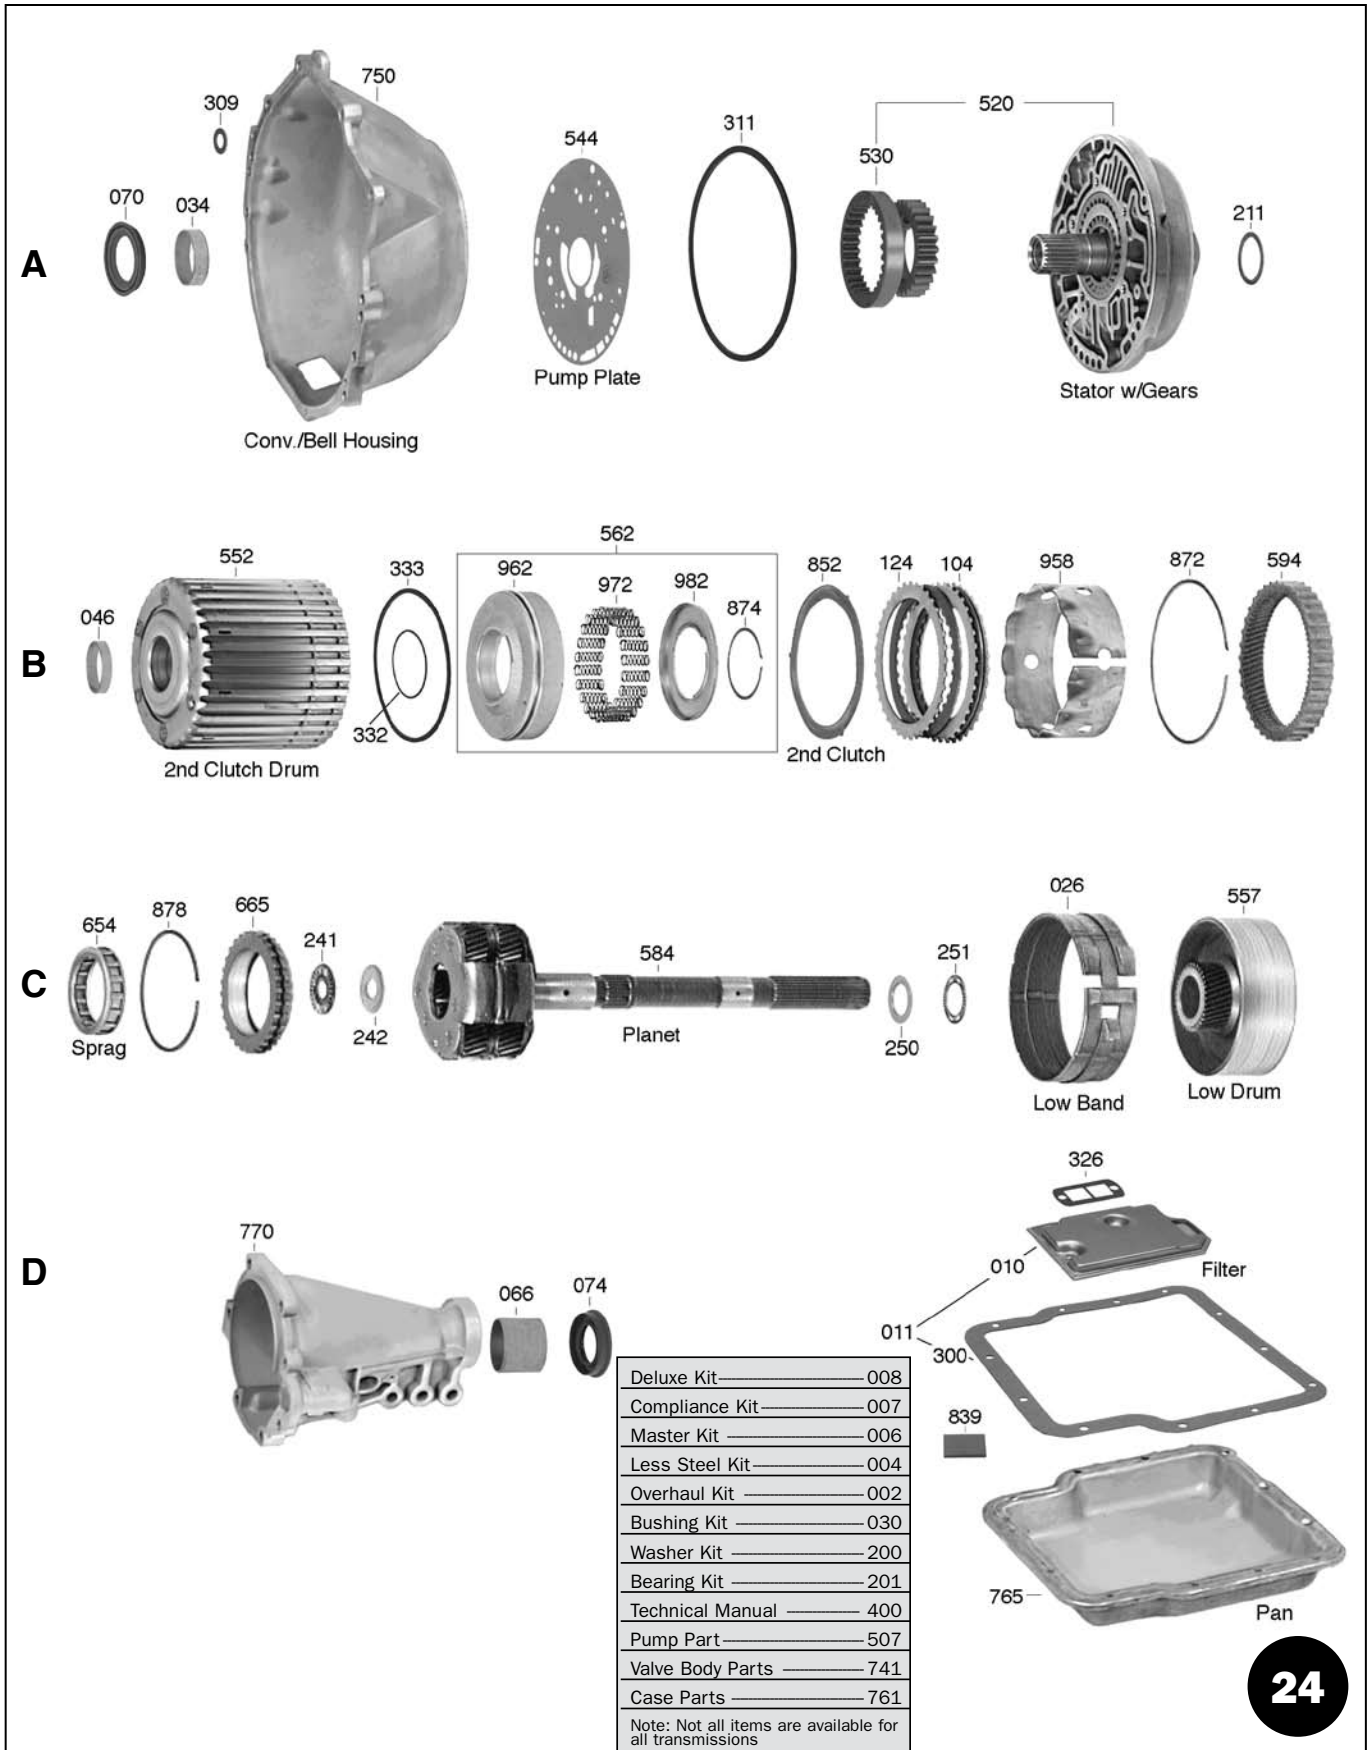 750
309
520
311
544
530
070
034
211
A
Pump Plate
Stator w/Gears
Conv./Bell Housing
562
552
333
962
852
124
104
958
872
594
972
982
874
046
B
332
2nd Clutch Drum
2nd Clutch
026
557
878
665
654
241
584
251
C
Sprag
242
Planet
250
Low Band
Low Drum
326
770
D
010
Filter
066
074
011
300
839
Deluxe Kit 008
Compliance Kit 007
Master Kit 006
Less Steel Kit 004
Overhaul Kit 002
Bushing Kit 030
Washer Kit 200
Bearing Kit 201
Technical Manual 400
Pump Part 507
Valve Body Parts 741
Case Parts 761
Note: Not all items are available for
all transmissions
765
Pan
24